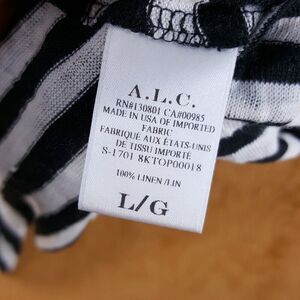 A.L.C.
RN#130801 CA#00985
MADE IN USA OF IMPORTED
FABRIC
FABRIQUÉ AUX ÉTATS-UNIS
DE TISSU IMPORTÉ
S-1701 8KTOP00018
100% LINEN /LIN
L/G